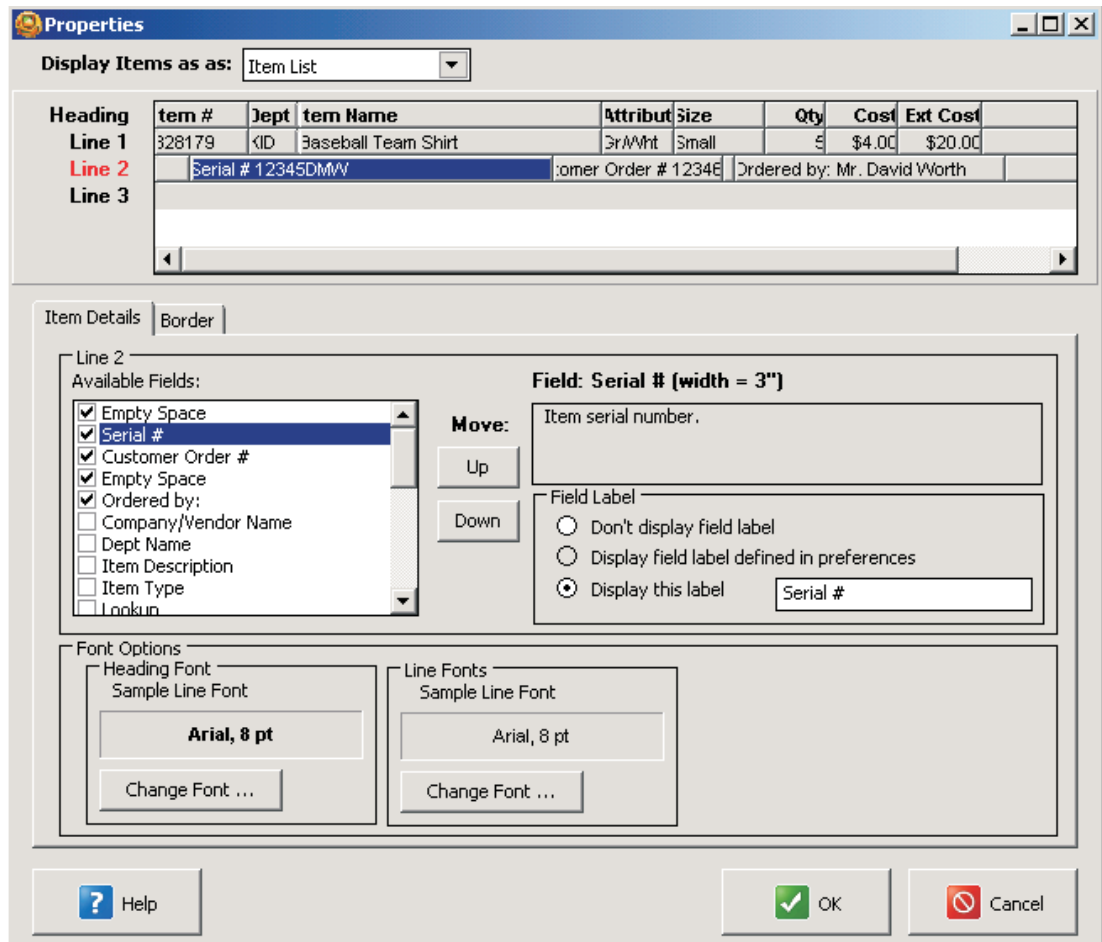 Properties
Display Items as as: Item List
Heading tem # Dept tem Name Attribut Size Qty Cost Ext Cost
Line 1 328179 KID Baseball Team Shirt Gr/Wht Small 5 $4.00 $20.00
Line 2 Serial # 12345DMW tomer Order # 12346 Ordered by: Mr. David Worth
Line 3
Item Details Border
Line 2
Available Fields:
Field: Serial # (width = 3")
Empty Space
Serial #
Customer Order #
Empty Space
Ordered by:
Company/Vendor Name
Dept Name
Item Description
Item Type
Lookup
Move:
Up
Down
Item serial number.
Field Label
Don't display field label
Display field label defined in preferences
Display this label Serial #
Font Options
Heading Font
Sample Line Font
Arial, 8 pt
Change Font ...
Line Fonts
Sample Line Font
Arial, 8 pt
Change Font ...
? Help
OK
Cancel